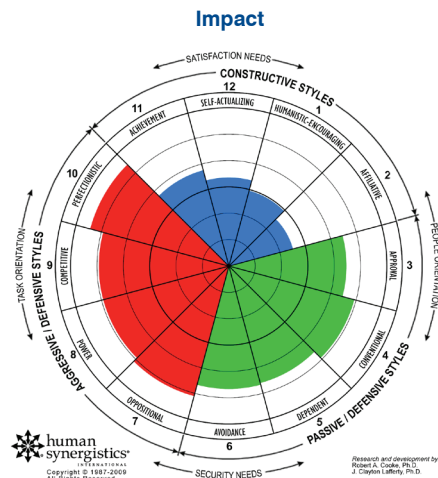 Impact
SATISFACTION NEEDS
CONSTRUCTIVE STYLES
12
SELF-ACTUALIZING
1
HUMANISTIC-ENCOURAGING
11
ACHIEVEMENT
2
AFFILIATIVE
10
PERFECTIONISTIC
TASK ORIENTATION
PEOPLE ORIENTATION
9
COMPETITIVE
3
APPROVAL
AGGRESSIVE / DEFENSIVE STYLES
8
POWER
4
CONVENTIONAL
PASSIVE / DEFENSIVE STYLES
7
OPPOSITIONAL
5
DEPENDENT
AVOIDANCE
6
SECURITY NEEDS
human
synergistics®
INTERNATIONAL
Copyright © 1987-2009
All Rights Reserved
Research and development by
Robert A. Cooke, Ph.D.
J. Clayton Lafferty, Ph.D.